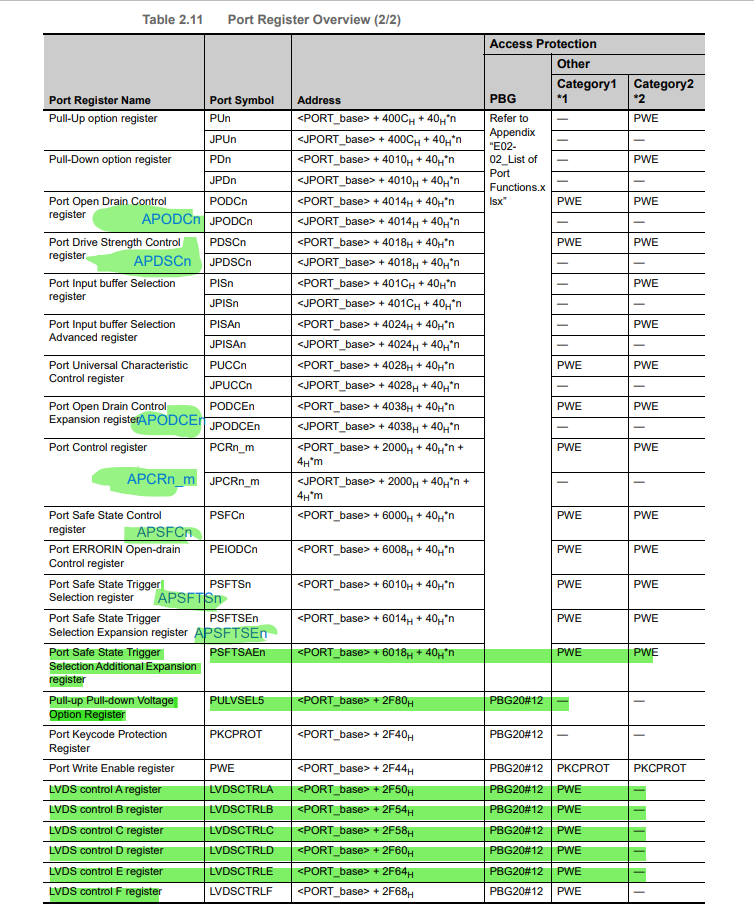 Table 2.11 Port Register Overview (2/2)
Access Protection
Other
Port Register Name Port Symbol Address PBG Category1 *1 Category2 *2
Pull-Up option register PUn <PORT_base> + 400CH + 40H*n Refer to Appendix "E02-02_List of Port Functions.xlsx" — PWE
JPUn <JPORT_base> + 400CH + 40H*n — —
Pull-Down option register PDn <PORT_base> + 4010H + 40H*n — PWE
JPDn <JPORT_base> + 4010H + 40H*n — —
Port Open Drain Control register APODCn PODCn <PORT_base> + 4014H + 40H*n PWE PWE
JPODCn <JPORT_base> + 4014H + 40H*n — —
Port Drive Strength Control register APDSCn PDSCn <PORT_base> + 4018H + 40H*n PWE PWE
JPDSCn <JPORT_base> + 4018H + 40H*n — —
Port Input buffer Selection register PISn <PORT_base> + 401CH + 40H*n — PWE
JPISn <JPORT_base> + 401CH + 40H*n — —
Port Input buffer Selection Advanced register PISAn <PORT_base> + 4024H + 40H*n — PWE
JPISAn <JPORT_base> + 4024H + 40H*n — —
Port Universal Characteristic Control register PUCCn <PORT_base> + 4028H + 40H*n PWE PWE
JPUCCn <JPORT_base> + 4028H + 40H*n — —
Port Open Drain Control Expansion register APODCEn PODCEn <PORT_base> + 4038H + 40H*n PWE PWE
JPODCEn <JPORT_base> + 4038H + 40H*n — —
Port Control register APCRn_m PCRn_m <PORT_base> + 2000H + 40H*n + 4H*m PWE PWE
JPCRn_m <JPORT_base> + 2000H + 40H*n + 4H*m — —
Port Safe State Control register APSFCn PSFCn <PORT_base> + 6000H + 40H*n PWE PWE
Port ERRORIN Open-drain Control register PEIODCn <PORT_base> + 6008H + 40H*n PWE PWE
Port Safe State Trigger Selection register APSFTSn PSFTSn <PORT_base> + 6010H + 40H*n PWE PWE
Port Safe State Trigger Selection Expansion register APSFTSEn PSFTSEn <PORT_base> + 6014H + 40H*n PWE PWE
Port Safe State Trigger Selection Additional Expansion register PSFTSAEn <PORT_base> + 6018H + 40H*n PWE PWE
Pull-up Pull-down Voltage Option Register PULVSEL5 <PORT_base> + 2F80H PBG20#12 — —
Port Keycode Protection Register PKCPROT <PORT_base> + 2F40H PBG20#12 — —
Port Write Enable register PWE <PORT_base> + 2F44H PBG20#12 PKCPROT PKCPROT
LVDS control A register LVDSCTRLA <PORT_base> + 2F50H PBG20#12 PWE —
LVDS control B register LVDSCTRLB <PORT_base> + 2F54H PBG20#12 PWE —
LVDS control C register LVDSCTRLC <PORT_base> + 2F58H PBG20#12 PWE —
LVDS control D register LVDSCTRLD <PORT_base> + 2F60H PBG20#12 PWE —
LVDS control E register LVDSCTRLE <PORT_base> + 2F64H PBG20#12 PWE —
LVDS control F register LVDSCTRLF <PORT_base> + 2F68H PBG20#12 PWE —